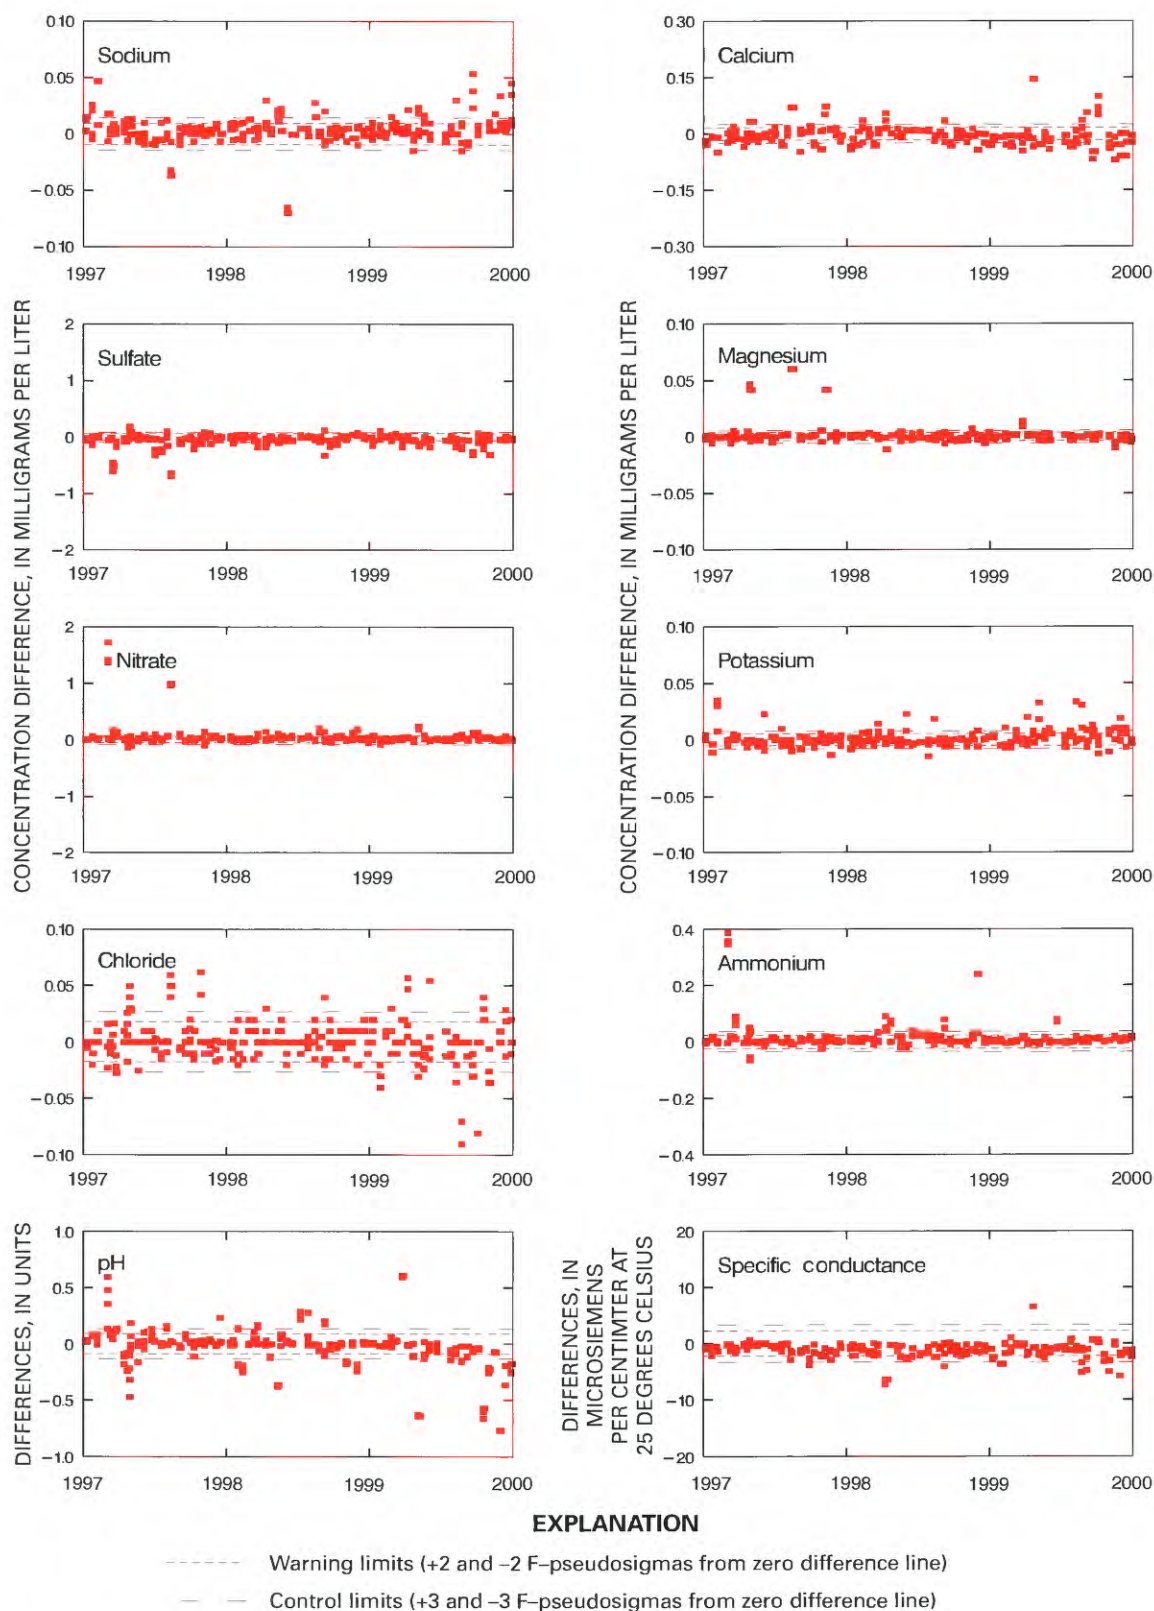 CONCENTRATION DIFFERENCE, IN MILLIGRAMS PER LITER
0.10
0.05
0
−0.05
−0.10
Sodium
1997 1998 1999 2000
2
1
0
−1
−2
Sulfate
1997 1998 1999 2000
2
1
0
−1
−2
Nitrate
1997 1998 1999 2000
0.10
0.05
0
−0.05
−0.10
Chloride
1997 1998 1999 2000
DIFFERENCES, IN UNITS
1.0
0.5
0
−0.5
−1.0
pH
1997 1998 1999 2000
CONCENTRATION DIFFERENCE, IN MILLIGRAMS PER LITER
0.30
0.15
0
−0.15
−0.30
Calcium
1997 1998 1999 2000
0.10
0.05
0
−0.05
−0.10
Magnesium
1997 1998 1999 2000
0.10
0.05
0
−0.05
−0.10
Potassium
1997 1998 1999 2000
0.4
0.2
0
−0.2
−0.4
Ammonium
1997 1998 1999 2000
DIFFERENCES, IN
MICROSIEMENS
PER CENTIMTER AT
25 DEGREES CELSIUS
20
10
0
−10
−20
Specific conductance
1997 1998 1999 2000
EXPLANATION
Warning limits (+2 and −2 F–pseudosigmas from zero difference line)
Control limits (+3 and −3 F–pseudosigmas from zero difference line)